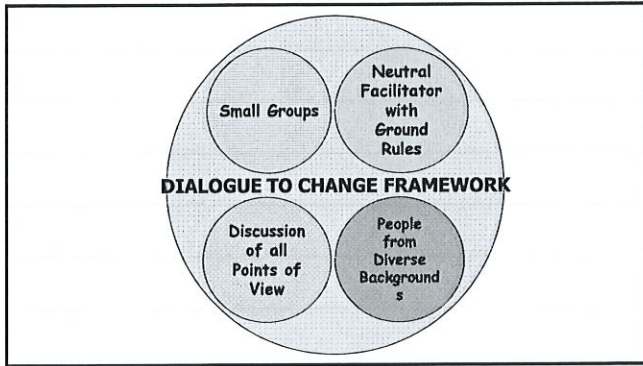 Small Groups
Neutral
Facilitator
with
Ground
Rules
DIALOGUE TO CHANGE FRAMEWORK
Discussion
of all
Points of
View
People
from
Diverse
Background
s